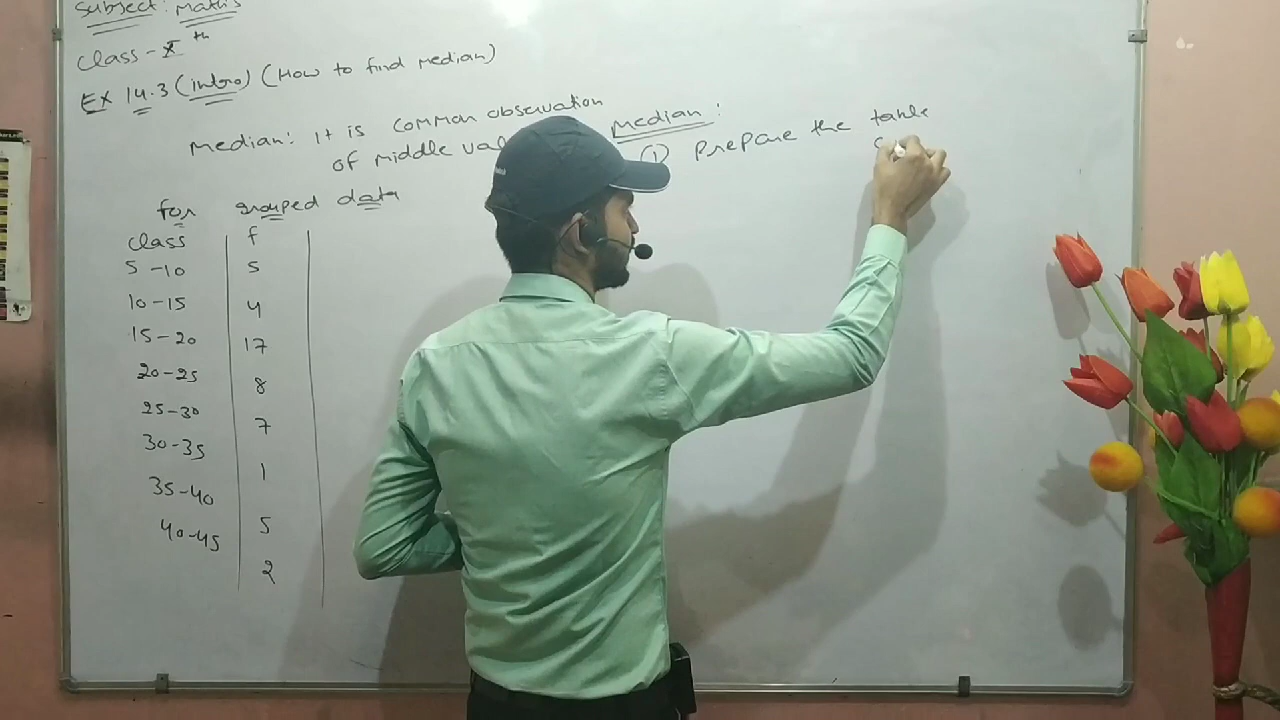 Subject: Maths
Class - X th
Ex 14.3 (intro) (How to find median)
Median: It is common observation
of middle
for grouped data
class f
5-10 5
10-15 4
15-20 17
20-25 8
25-30 7
30-35 1
35-40 5
40-45 2
Median:
① Prepare the table